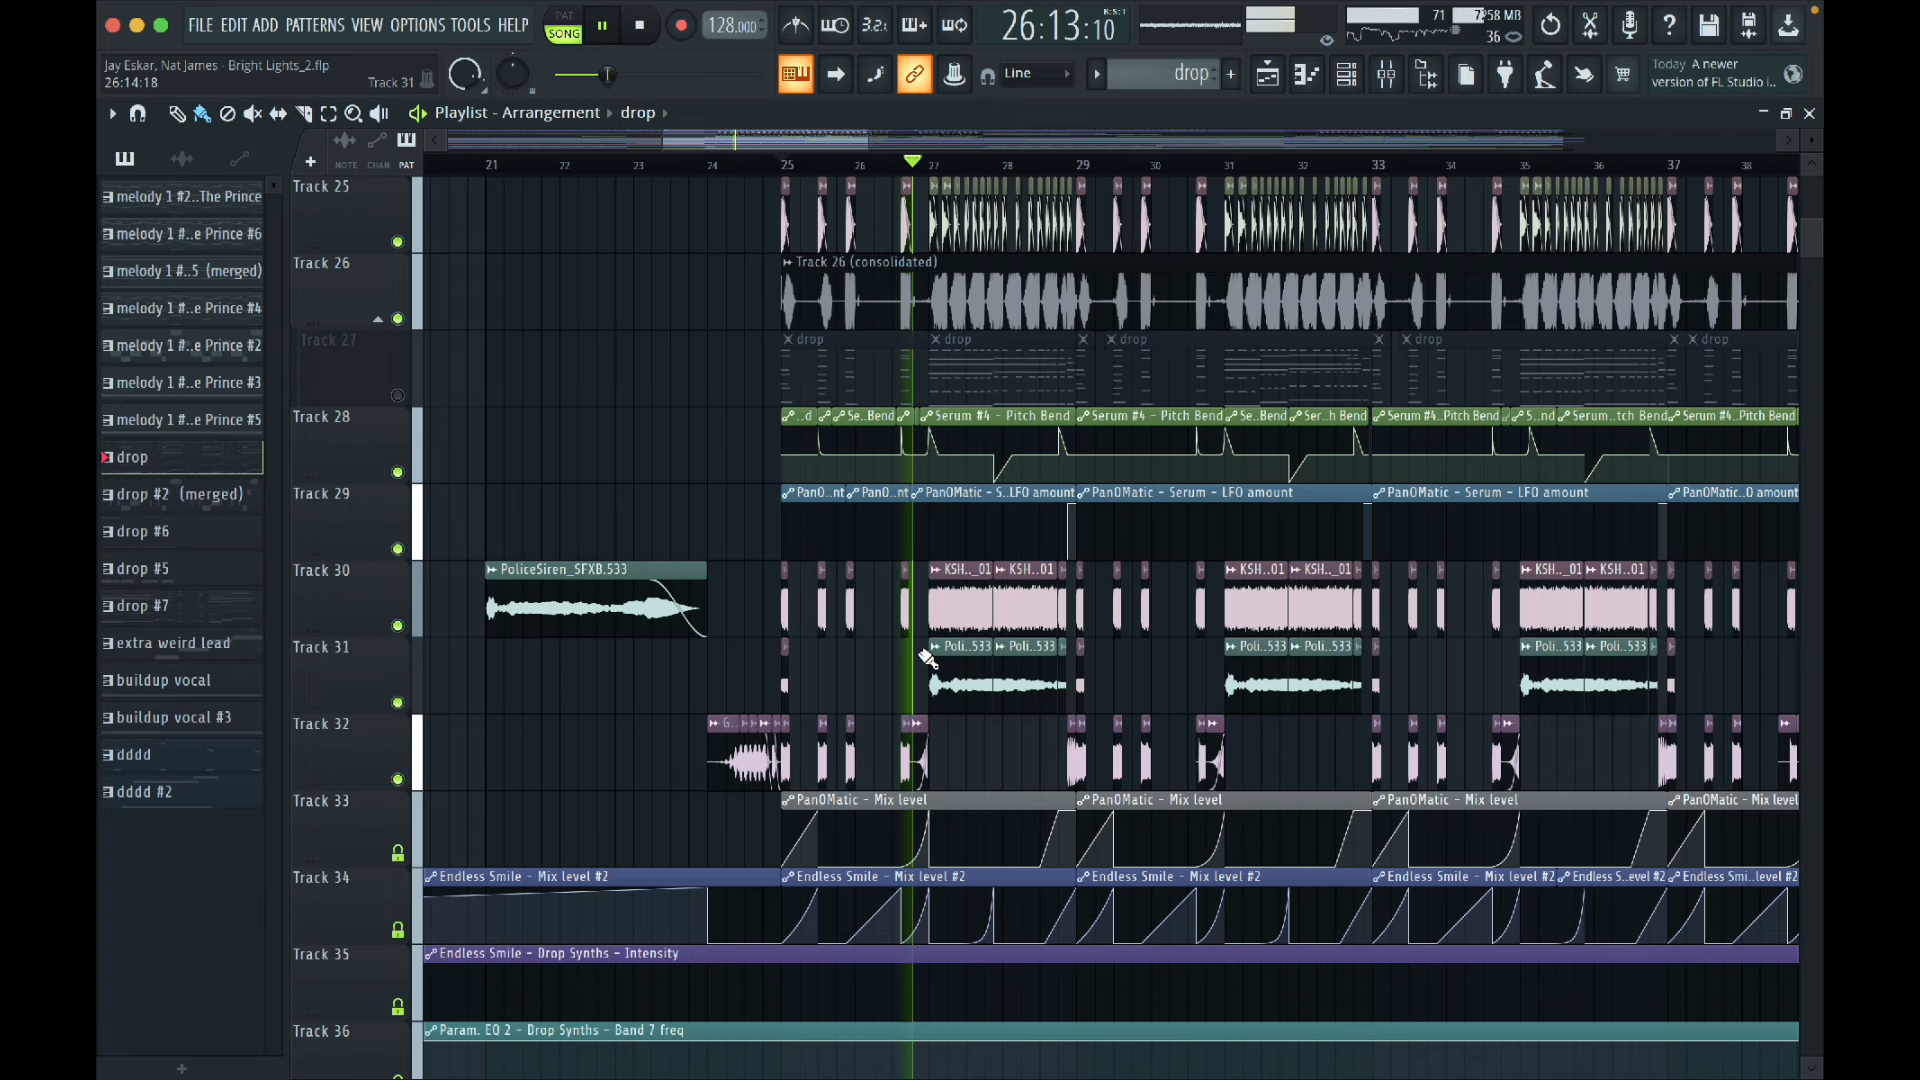 FILE EDIT ADD PATTERNS VIEW OPTIONS TOOLS HELP
PAT
SONG
128.000
3.2.
26:13:10
B:S:T
71
7258 MB
36
Jay Eskar, Nat James - Bright Lights_2.flp
26:14:18
Track 31
Line
drop
Today A newer
version of FL Studio i..
Playlist - Arrangement
drop
NOTE CHAN PAT
21 22 23 24 25 26 27 28 29 30 31 32 33 34 35 36 37 38
melody 1 #2..The Prince
melody 1 #..e Prince #6
melody 1 #..5 (merged)
melody 1 #..e Prince #4
melody 1 #..e Prince #2
melody 1 #..e Prince #3
melody 1 #..e Prince #5
drop
drop #2 (merged)
drop #6
drop #5
drop #7
extra weird lead
buildup vocal
buildup vocal #3
dddd
dddd #2
Track 25
Track 26
Track 26 (consolidated)
Track 27
drop drop drop drop drop
Track 28
..d Se..Bend Serum #4 - Pitch Bend Serum #4 - Pitch Bend Se..Bend Ser..h Bend Serum #4..Pitch Bend S..nd Serum..tch Bend Serum #4..Pitch Bend
Track 29
PanO..nt PanO..nt PanOMatic - S..LFO amount PanOMatic - Serum - LFO amount PanOMatic - Serum - LFO amount PanOMatic..O amount
Track 30
PoliceSiren_SFXB.533
KSH.._01 KSH..01 KSH..01 KSH.._01 KSH.._01 KSH..01
Track 31
Poli..533 Poli..533 Poli..533 Poli..533 Poli..533 Poli..533
Track 32
G..
Track 33
PanOMatic - Mix level PanOMatic - Mix level PanOMatic - Mix level PanOMatic - Mix level
Track 34
Endless Smile - Mix level #2 Endless Smile - Mix level #2 Endless Smile - Mix level #2 Endless Smile - Mix level #2 Endless S..evel #2 Endless Smi..level #2
Track 35
Endless Smile - Drop Synths - Intensity
Track 36
Param. EQ 2 - Drop Synths - Band 7 freq